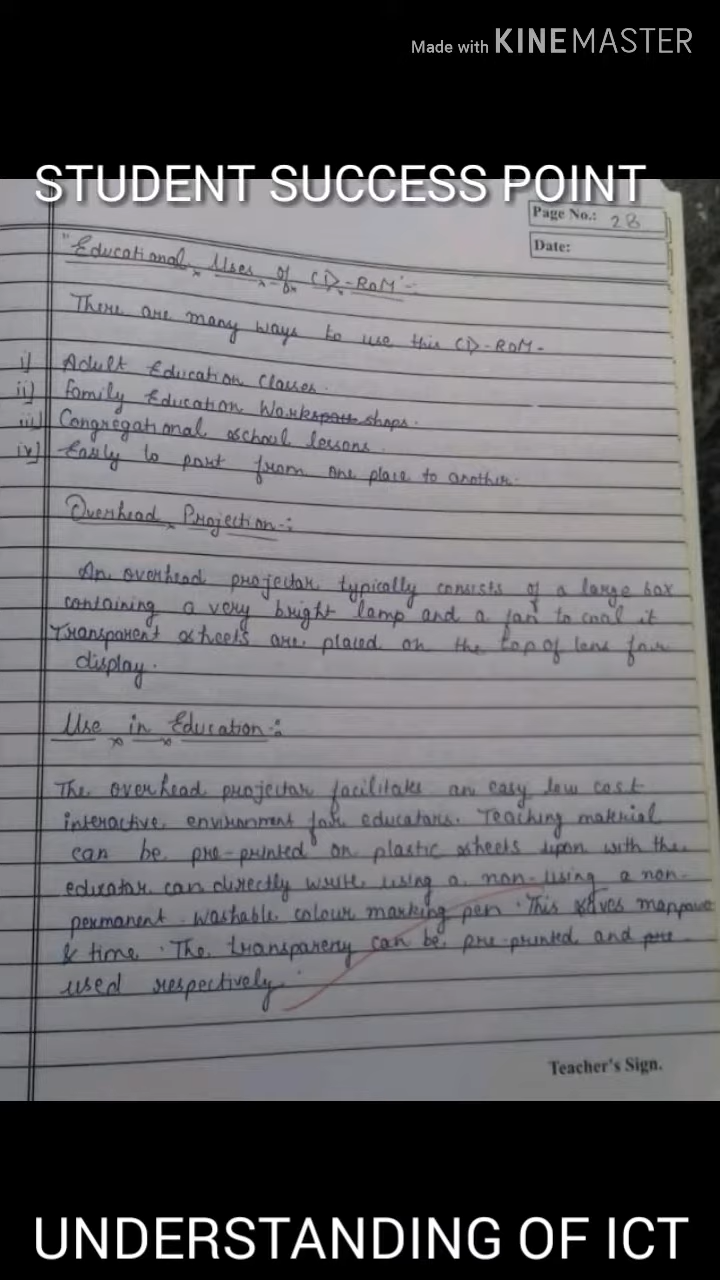 Made with KINEMASTER
STUDENT SUCCESS POINT
Page No.: 28
Date:
"Educational Uses of CD-ROM":-
There are many ways to use this CD-ROM-
i) Adult Education Classes.
ii) Family Education Workspott shops.
iii) Congregational school lessons.
iv) Easily to port from one place to another.
Overhead Projection-:
An overhead projector typically consists of a large box
containing a very bright lamp and a fan to cool it
Transparent sheets are placed on the top of lens for
display.
Use in Education-:
The overhead projector facilitates an easy low cost
interactive environment for educators. Teaching material
can be pre-printed on plastic sheets upon with the
educator can directly write using a non-using a non-
permanent washable colour marking pen. This saves manpower
& time. The transpareny can be pre-printed and pre
used respectively.
Teacher's Sign.
UNDERSTANDING OF ICT